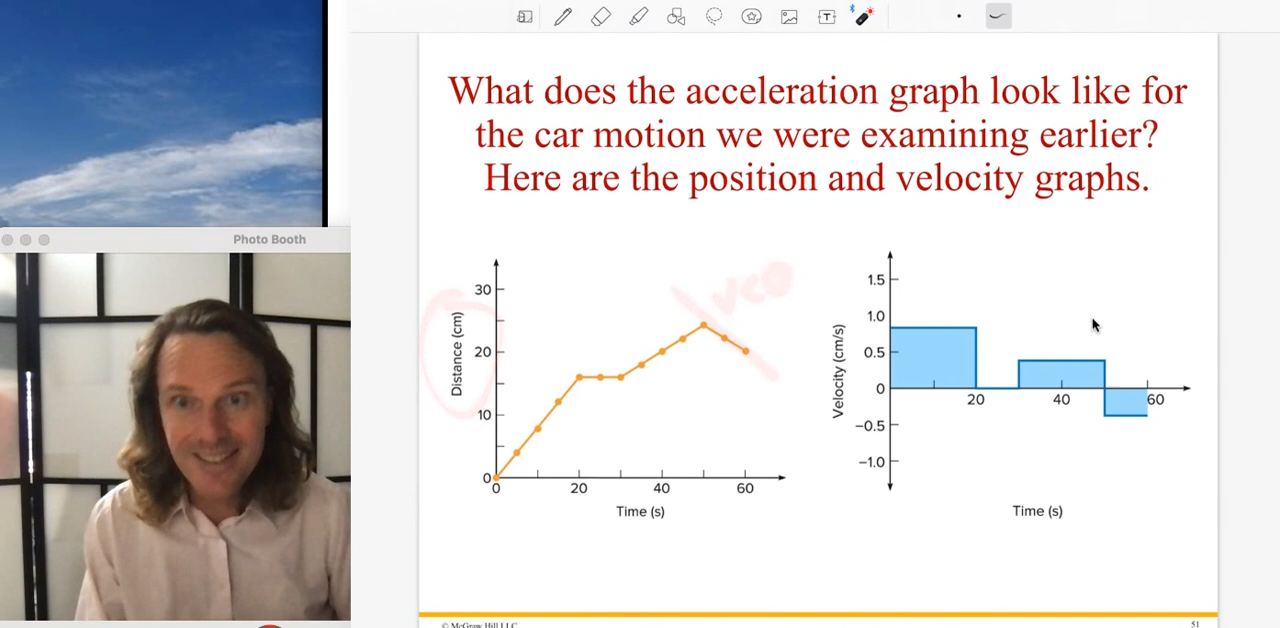 T
Photo Booth
What does the acceleration graph look like for
the car motion we were examining earlier?
Here are the position and velocity graphs.
Distance (cm)
30
20
10
0
0
20
40
60
Time (s)
v<0
Velocity (cm/s)
1.5
1.0
0.5
0
−0.5
−1.0
20
40
60
Time (s)
© McGraw Hill LLC
51